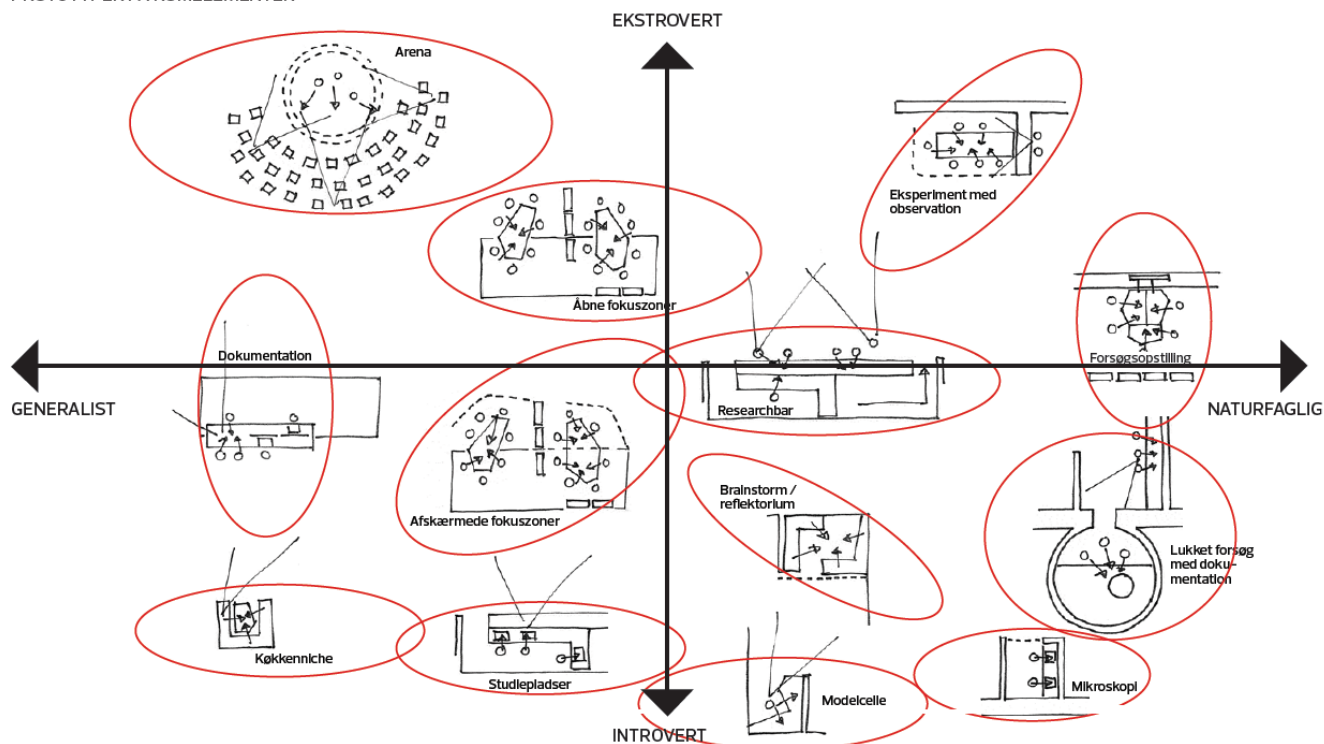 EKSTROVERT
Arena
Eksperiment med
observation
Åbne fokuszoner
Dokumentation
Forsøgsopstilling
GENERALIST
Researchbar
NATURFAGLIG
Afskærmede fokuszoner
Brainstorm /
reflektorium
Lukket forsøg
med doku-
mentation
Køkkenniche
Studiepladser
Modelcelle
Mikroskopi
INTROVERT